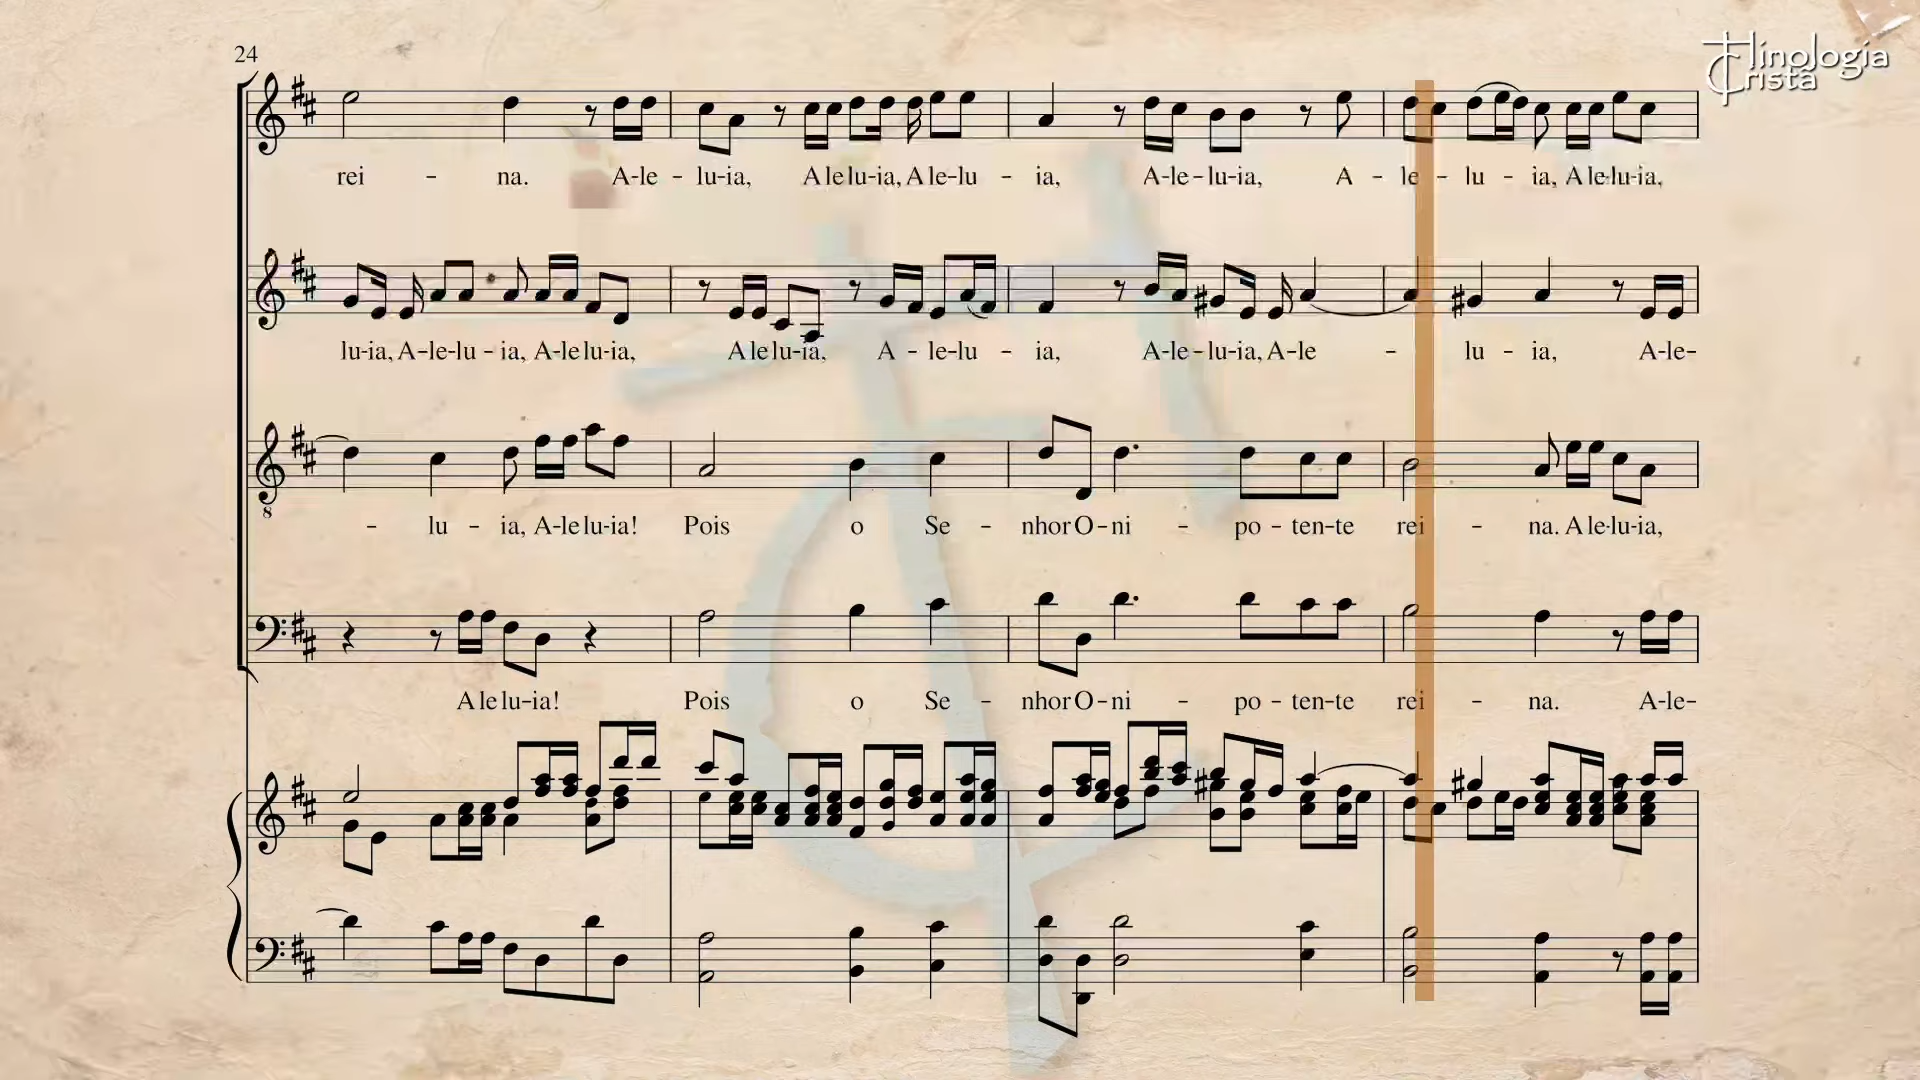 24
Hinologia
Cristã
rei - na. A-le - lu-ia, A le lu-ia, A le-lu - ia, A-le-lu-ia, A - le - lu - ia, A le-lu-ia,
lu-ia, A-le-lu - ia, A-le lu-ia, A le lu-ia, A - le-lu - ia, A-le-lu-ia, A-le - lu - ia, A-le-
8
- lu - ia, A-le lu-ia! Pois o Se - nhor O-ni - po-ten-te rei - na. A le-lu-ia,
A le lu-ia! Pois o Se - nhor O-ni - po-ten-te rei - na. A-le-